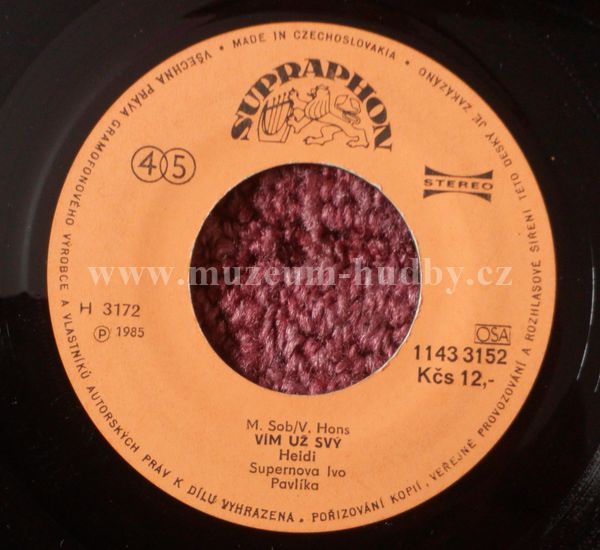 VŠECHNA PRÁVA GRAMOFONOVÉHO VÝROBCE A VLASTNÍKŮ AUTORSKÝCH PRÁV K DÍLU VYHRAZENA. POŘIZOVÁNÍ KOPIÍ, VEŘEJNÉ PROVOZOVÁNÍ A ROZHLASOVÉ ŠÍŘENÍ TÉTO DESKY JE ZAKÁZÁNO • MADE IN CZECHOSLOVAKIA •
SUPRAPHON
45
STEREO
www.muzeum-hudby.cz
H 3172
℗ 1985
OSA
1143 3152
Kčs 12,-
M. Sob/V. Hons
VÍM UŽ SVÝ
Heidi
Supernova Ivo
Pavlíka